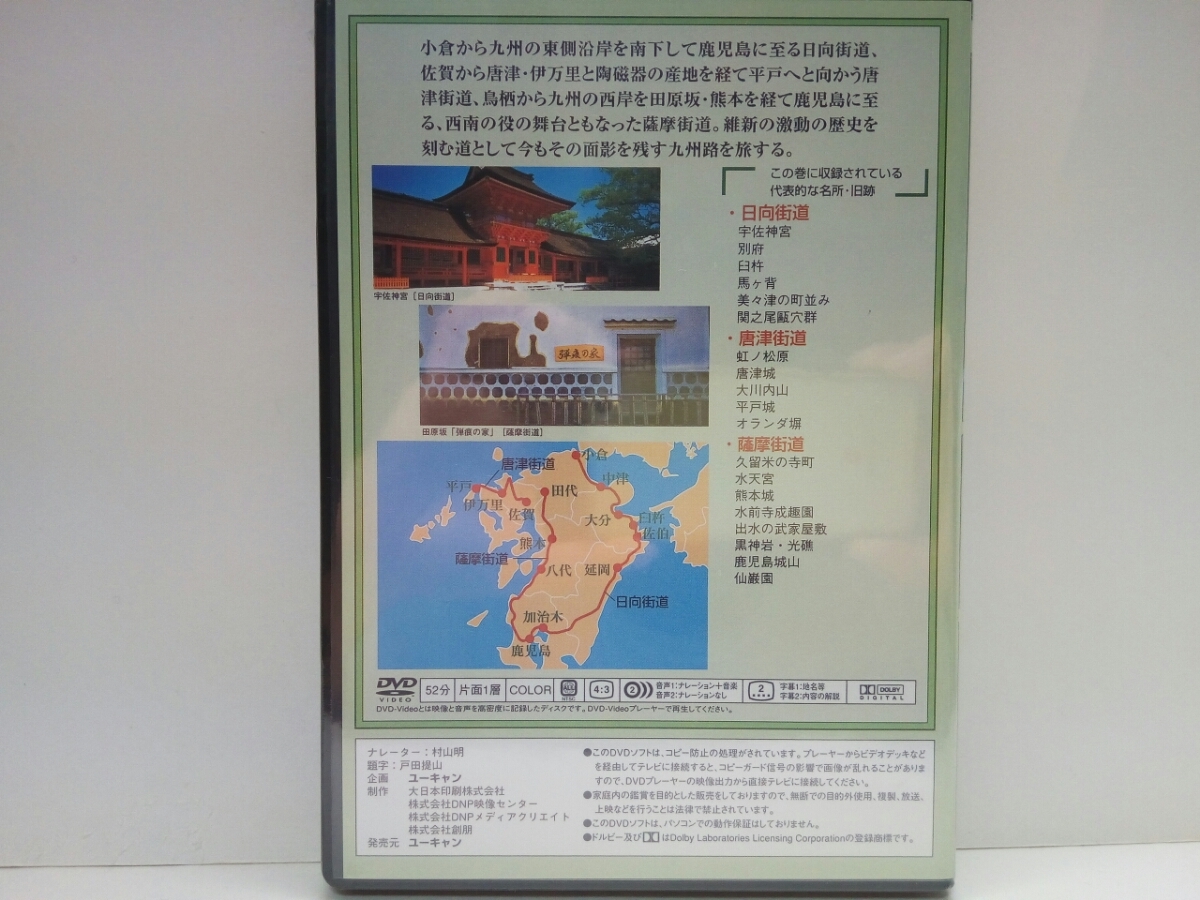 小倉から九州の東側沿岸を南下して鹿児島に至る日向街道、
佐賀から唐津・伊万里と陶磁器の産地を経て平戸へと向かう唐
津街道、鳥栖から九州の西岸を田原坂・熊本を経て鹿児島に至
る、西南の役の舞台ともなった薩摩街道。維新の激動の歴史を
刻む道として今もその面影を残す九州路を旅する。
この巻に収録されている
代表的な名所・旧跡
・日向街道
宇佐神宮
別府
臼杵
馬ヶ背
美々津の町並み
関之尾甌穴群
・唐津街道
虹ノ松原
唐津城
大川内山
平戸城
オランダ塀
・薩摩街道
久留米の寺町
水天宮
熊本城
水前寺成趣園
出水の武家屋敷
黒神岩・光礁
鹿児島城山
仙巌園
宇佐神宮［日向街道］
弾痕の家
田原坂「弾痕の家」［薩摩街道］
小倉
唐津街道
中津
平戸
田代
伊万里
佐賀
大分
臼杵
佐伯
熊本
薩摩街道
八代
延岡
日向街道
加治木
鹿児島
DVD VIDEO
52分
片面1層
COLOR
NTSC
4:3
2
音声1:ナレーション＋音楽
音声2:ナレーションなし
2
字幕1:地名等
字幕2:内容の解説
DOLBY DIGITAL
DVD-Videoとは映像と音声を高密度に記録したディスクです。DVD-Videoプレーヤーで再生してください。
ナレーター：村山明
題字：戸田提山
企画 ユーキャン
制作 大日本印刷株式会社
株式会社DNP映像センター
株式会社DNPメディアクリエイト
株式会社創朋
発売元 ユーキャン
●このDVDソフトは、コピー防止の処理がされています。プレーヤーからビデオデッキなど
を経由してテレビに接続すると、コピーガード信号の影響で画像が乱れることがありま
すので、DVDプレーヤーの映像出力から直接テレビに接続してください。
●家庭内の鑑賞を目的とした販売をしておりますので、無断での目的外使用、複製、放送、
上映などを行うことは法律で禁止されています。
●このDVDソフトは、パソコンでの動作保証はしておりません。
●ドルビー及びはDolby Laboratories Licensing Corporationの登録商標です。